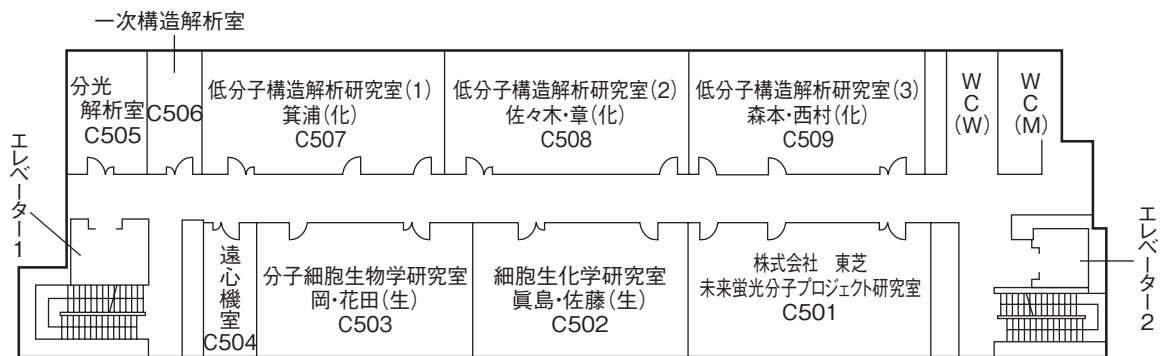 一次構造解析室
分光
解析室
C505
C506
低分子構造解析研究室(1)
箕浦(化)
C507
低分子構造解析研究室(2)
佐々木・章(化)
C508
低分子構造解析研究室(3)
森本・西村(化)
C509
WC(W)
WC(M)
エレベーター1
遠心機室
C504
分子細胞生物学研究室
岡・花田(生)
C503
細胞生化学研究室
眞島・佐藤(生)
C502
株式会社　東芝
未来蛍光分子プロジェクト研究室
C501
エレベーター2